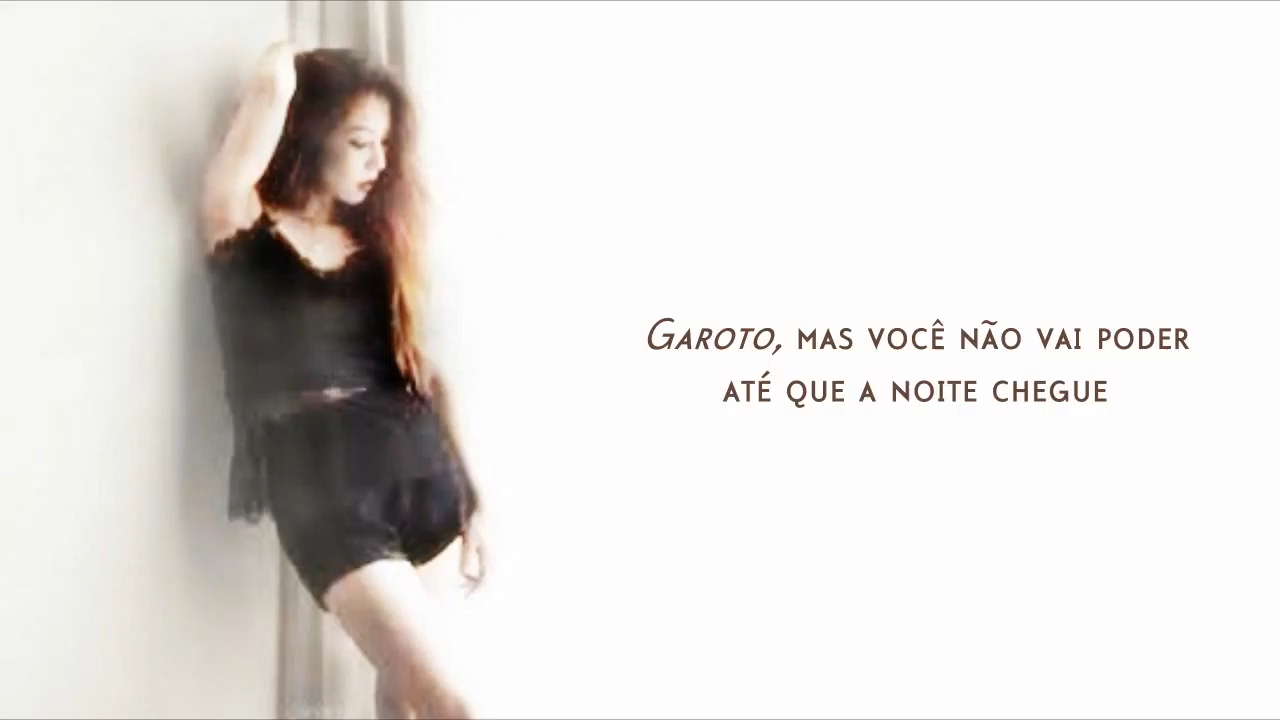 Garoto, mas você não vai poder
até que a noite chegue